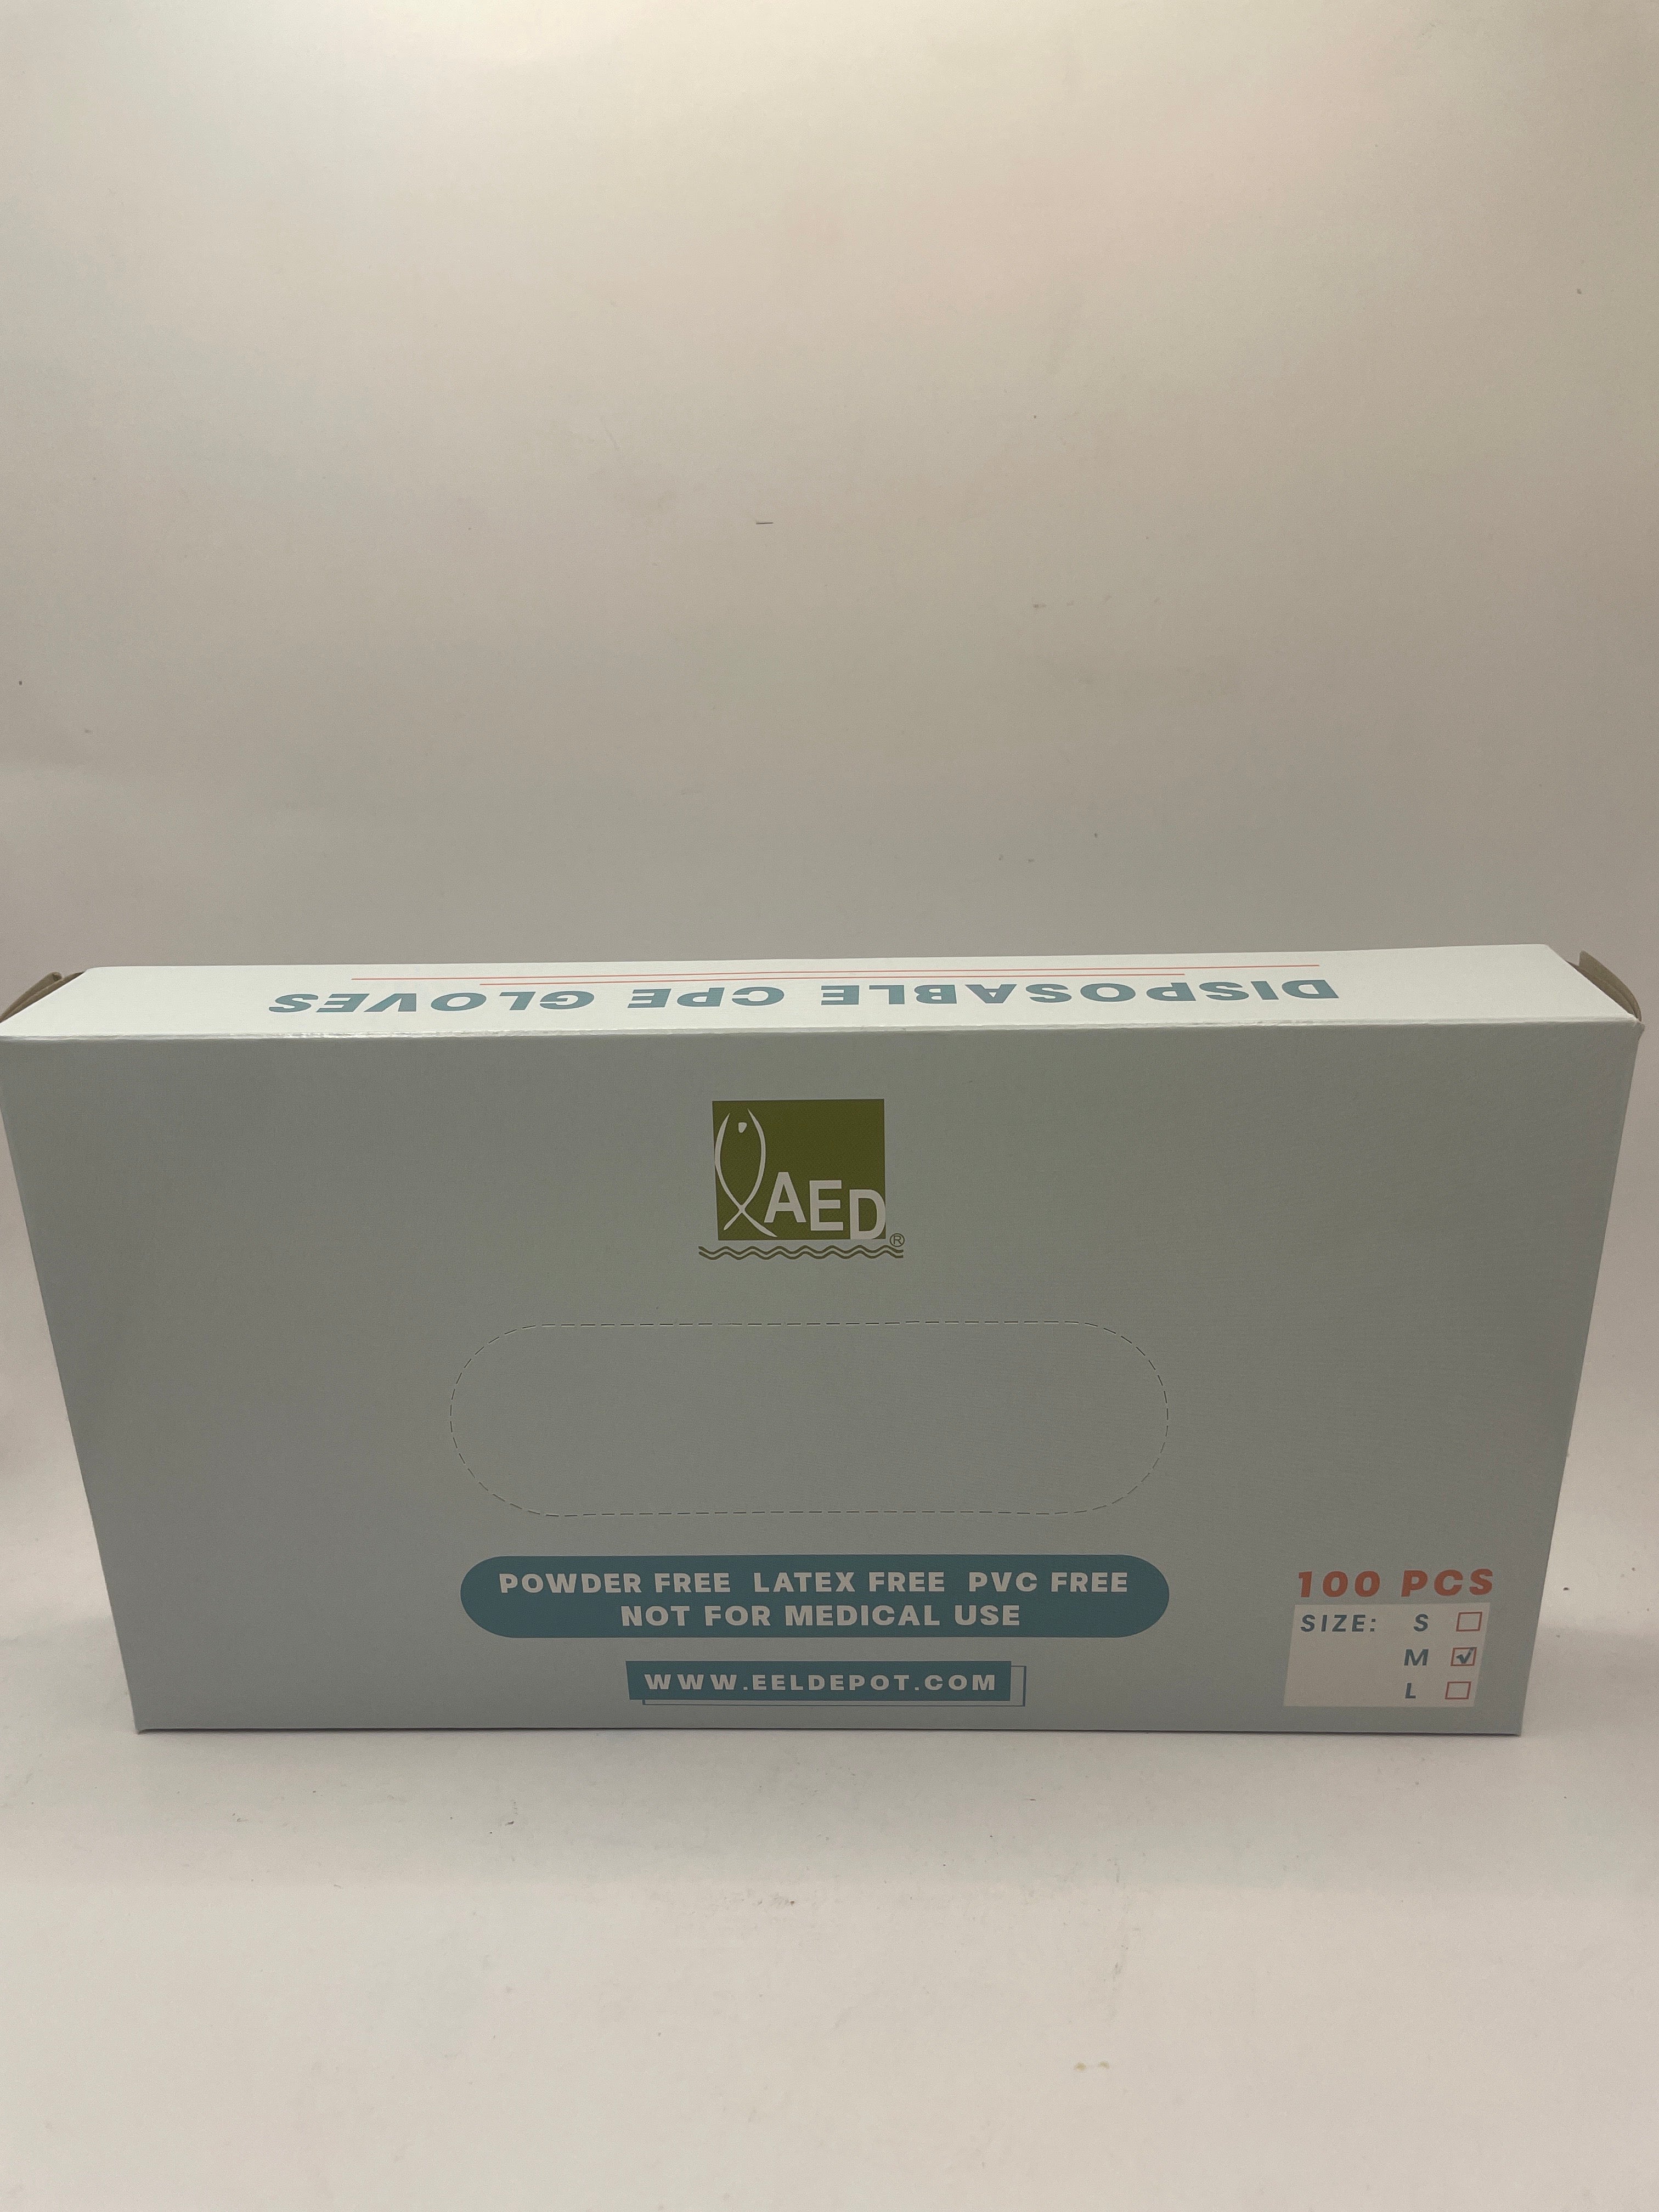 DISPOSABLE CPE GLOVES
AED®
POWDER FREE LATEX FREE PVC FREE
NOT FOR MEDICAL USE
WWW.EELDEPOT.COM
100 PCS
SIZE: S
M
L